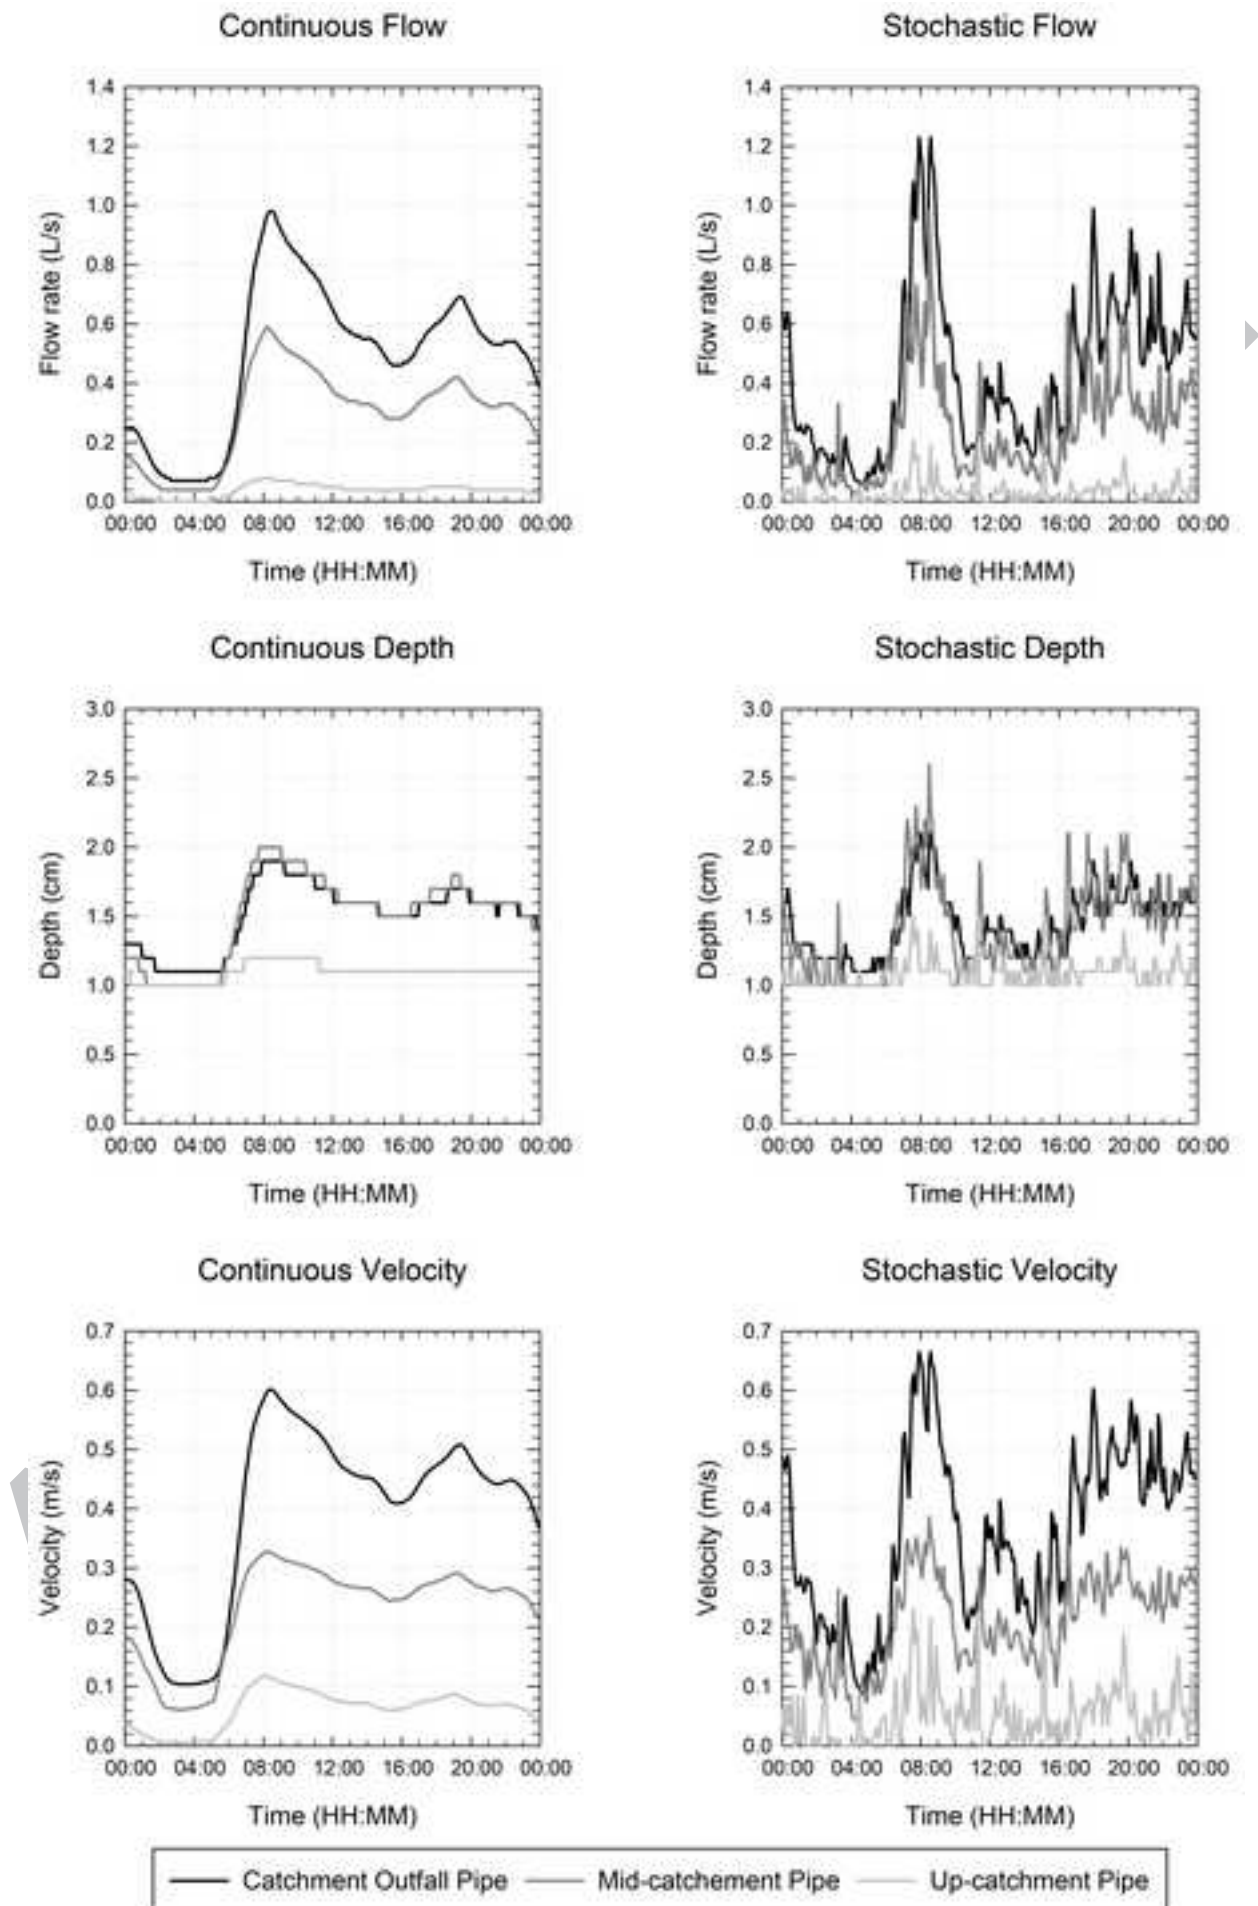 Continuous Flow
Stochastic Flow
Flow rate (L/s)
1.4
1.2
1.0
0.8
0.6
0.4
0.2
0.0
00:00 04:00 08:00 12:00 16:00 20:00 00:00
Time (HH:MM)
Flow rate (L/s)
1.4
1.2
1.0
0.8
0.6
0.4
0.2
0.0
00:00 04:00 08:00 12:00 16:00 20:00 00:00
Time (HH:MM)
Continuous Depth
Stochastic Depth
Depth (cm)
3.0
2.5
2.0
1.5
1.0
0.5
0.0
00:00 04:00 08:00 12:00 16:00 20:00 00:00
Time (HH:MM)
Depth (cm)
3.0
2.5
2.0
1.5
1.0
0.5
0.0
00:00 04:00 08:00 12:00 16:00 20:00 00:00
Time (HH:MM)
Continuous Velocity
Stochastic Velocity
Velocity (m/s)
0.7
0.6
0.5
0.4
0.3
0.2
0.1
0.0
00:00 04:00 08:00 12:00 16:00 20:00 00:00
Time (HH:MM)
Velocity (m/s)
0.7
0.6
0.5
0.4
0.3
0.2
0.1
0.0
00:00 04:00 08:00 12:00 16:00 20:00 00:00
Time (HH:MM)
Catchment Outfall Pipe Mid-catchement Pipe Up-catchment Pipe